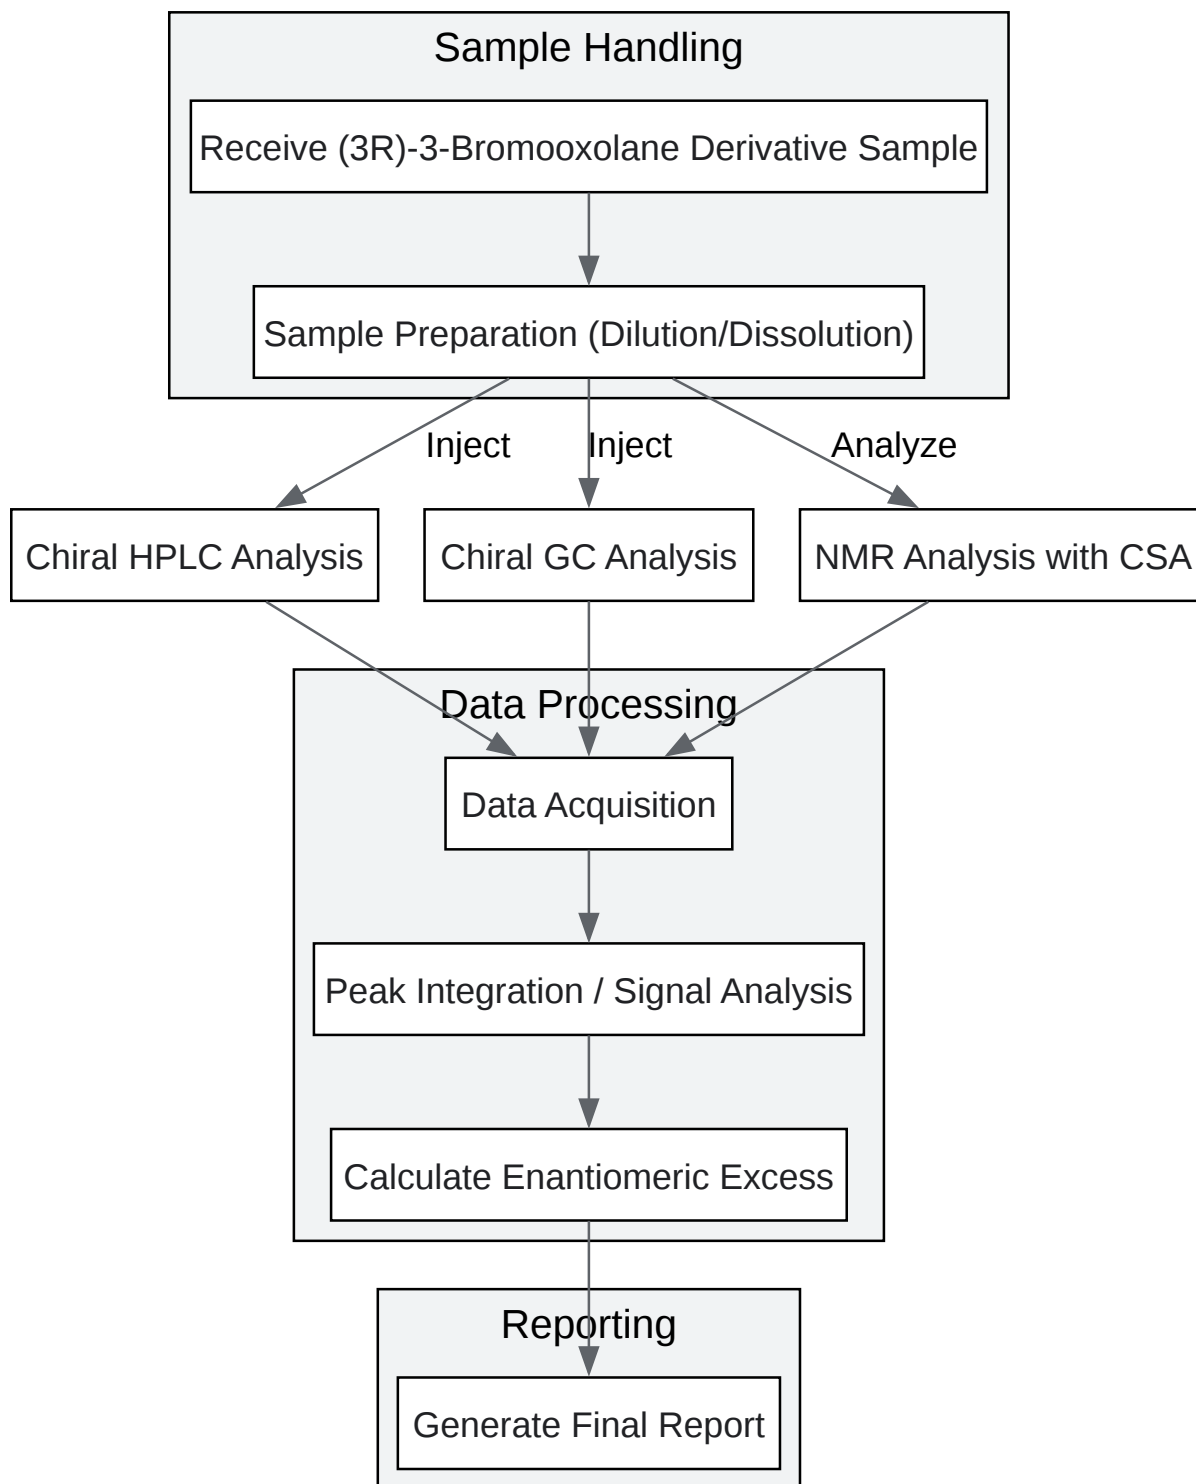 Sample Handling
Receive (3R)-3-Bromooxolane Derivative Sample
Sample Preparation (Dilution/Dissolution)
Inject
Inject
Analyze
Chiral HPLC Analysis
Chiral GC Analysis
NMR Analysis with CSA
Data Processing
Data Acquisition
Peak Integration / Signal Analysis
Calculate Enantiomeric Excess
Reporting
Generate Final Report